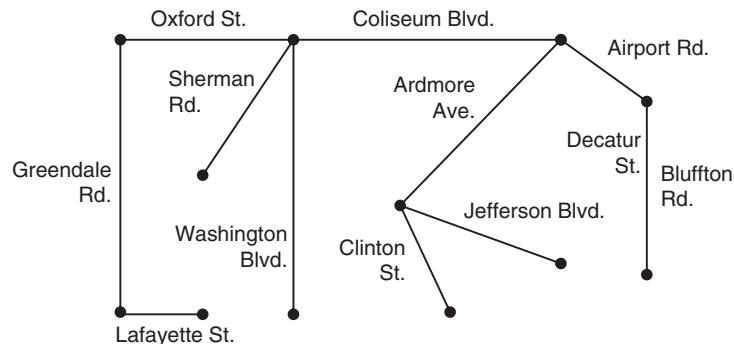 Oxford St.
Coliseum Blvd.
Airport Rd.
Sherman
Rd.
Ardmore
Ave.
Decatur
St.
Greendale
Rd.
Bluffton
Rd.
Jefferson Blvd.
Washington
Blvd.
Clinton
St.
Lafayette St.